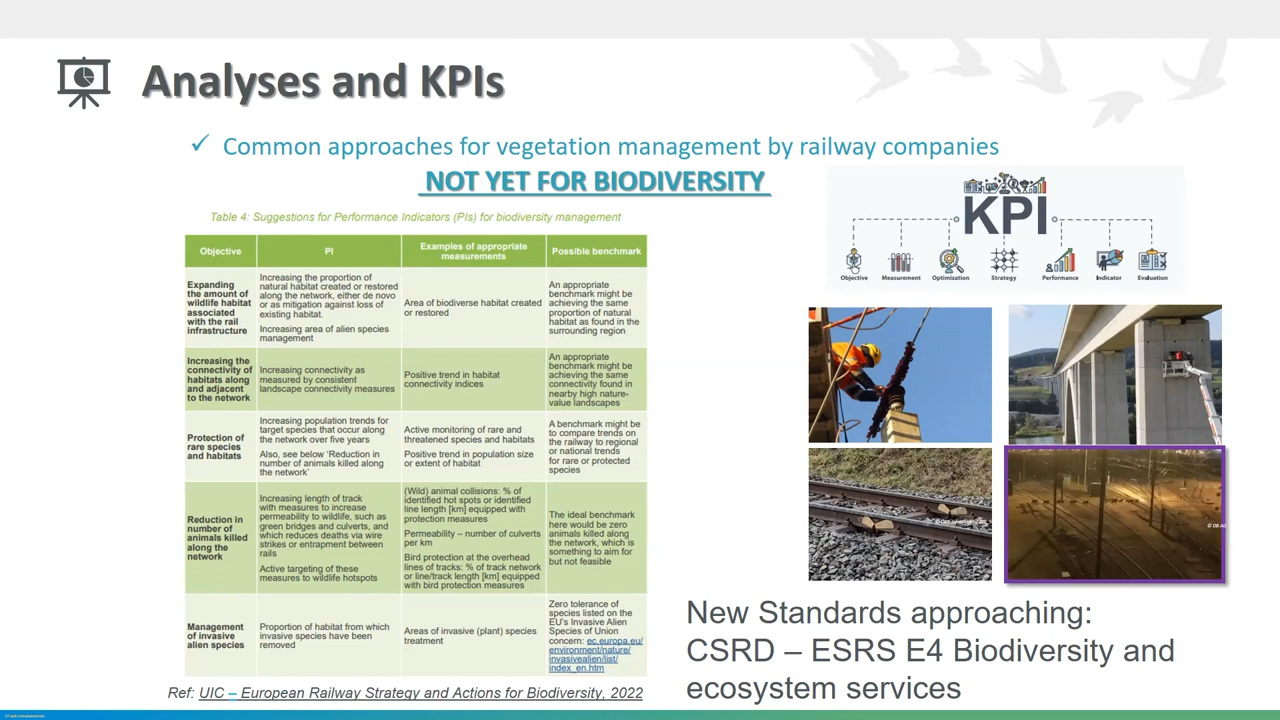 Analyses and KPIs
✓ Common approaches for vegetation management by railway companies
NOT YET FOR BIODIVERSITY
Table 4: Suggestions for Performance Indicators (PIs) for biodiversity management
Objective
PI
Examples of appropriate
measurements
Possible benchmark
Expanding
the amount of
wildlife habitat
associated
with the rail
infrastructure
Increasing the proportion of
natural habitat created or restored
along the network, either de novo
or as mitigation against loss of
existing habitat.
Increasing area of alien species
management
Area of biodiverse habitat created
or restored
An appropriate
benchmark might be
achieving the same
proportion of natural
habitat as found in the
surrounding region
Increasing the
connectivity of
habitats along
and adjacent
to the network
Increasing connectivity as
measured by consistent
landscape connectivity measures
Positive trend in habitat
connectivity indices
An appropriate
benchmark might be
achieving the same
connectivity found in
nearby high nature-
value landscapes
Protection of
rare species
and habitats
Increasing population trends for
target species that occur along
the network over five years
Also, see below 'Reduction in
number of animals killed along
the network'
Active monitoring of rare and
threatened species and habitats
Positive trend in population size
or extent of habitat
A benchmark might be
to compare trends on
the railway to regional
or national trends
for rare or protected
species
Reduction in
number of
animals killed
along the
network
Increasing length of track
with measures to increase
permeability to wildlife, such as
green bridges and culverts, and
which reduces deaths via wire
strikes or entrapment between
rails
Active targeting of these
measures to wildlife hotspots
(Wild) animal collisions: % of
identified hot spots or identified
line length [km] equipped with
protection measures
Permeability – number of culverts
per km
Bird protection at the overhead
lines of tracks: % of track network
or line/track length [km] equipped
with bird protection measures
The ideal benchmark
here would be zero
animals killed along
the network, which is
something to aim for
but not feasible
Management
of invasive
alien species
Proportion of habitat from which
invasive species have been
removed
Areas of invasive (plant) species
treatment
Zero tolerance of
species listed on the
EU's Invasive Alien
Species of Union
concern: ec.europa.eu/
environment/nature/
invasivealien/list/
index_en.htm
Ref: UIC – European Railway Strategy and Actions for Biodiversity, 2022
KPI
Objective
Measurement
Optimization
Strategy
Performance
Indicator
Evaluation
© DB AG
New Standards approaching:
CSRD – ESRS E4 Biodiversity and
ecosystem services